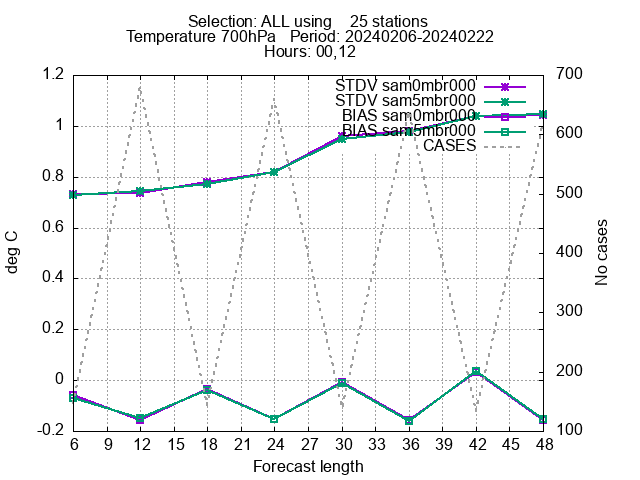 Selection: ALL using 25 stations
Temperature 700hPa Period: 20240206-20240222
Hours: 00,12
STDV sam0mbr000
STDV sam5mbr000
BIAS sam0mbr000
BIAS sam5mbr000
CASES
1.2
1
0.8
0.6
0.4
0.2
0
-0.2
deg C
700
600
500
400
300
200
100
No cases
6 9 12 15 18 21 24 27 30 33 36 39 42 45 48
Forecast length